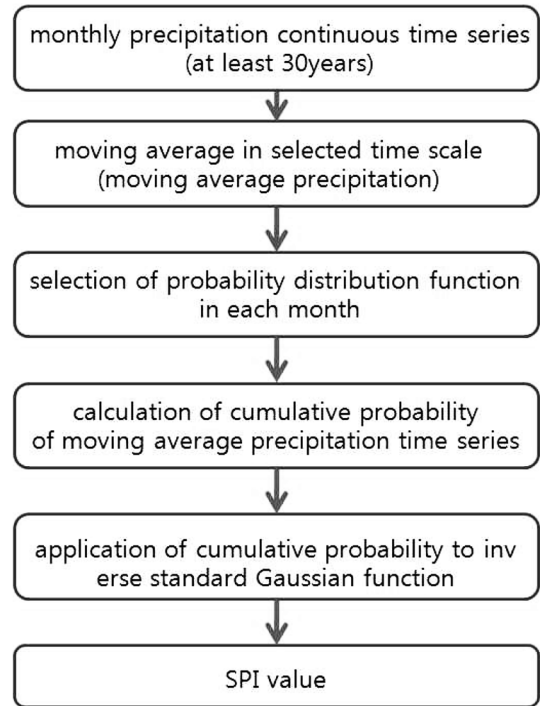 monthly precipitation continuous time series
(at least 30years)
moving average in selected time scale
(moving average precipitation)
selection of probability distribution function
in each month
calculation of cumulative probability
of moving average precipitation time series
application of cumulative probability to inv
erse standard Gaussian function
SPI value